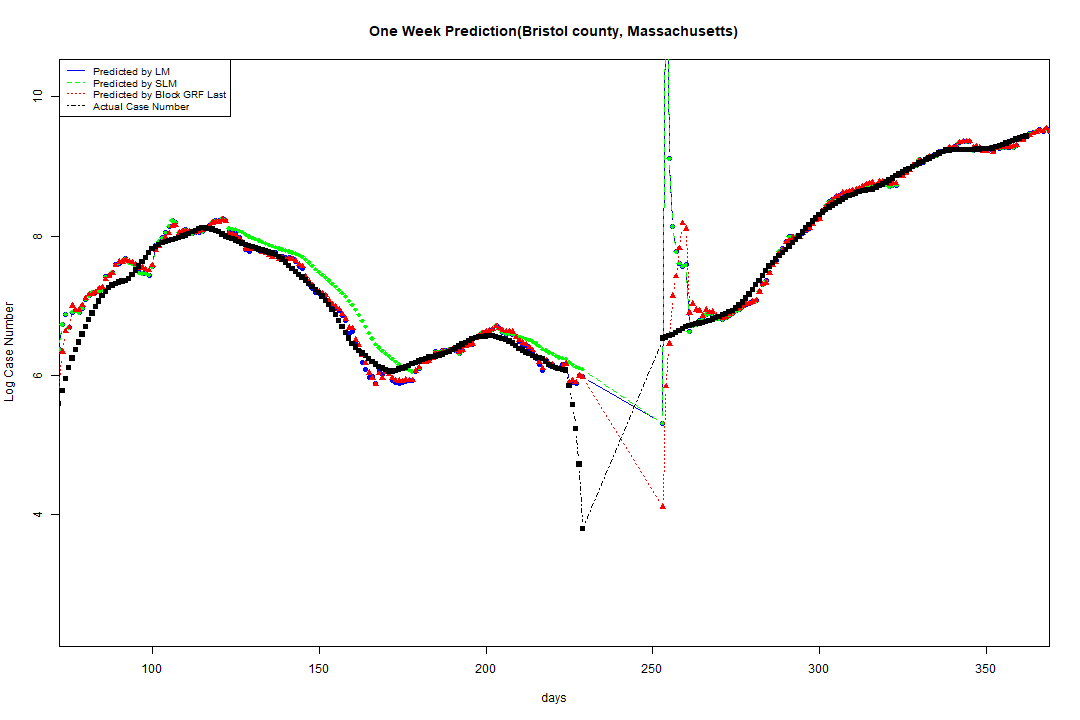 One Week Prediction(Bristol county, Massachusetts)
Predicted by LM
Predicted by SLM
Predicted by Block GRF Last
Actual Case Number
Log Case Number
10
8
6
4
100 150 200 250 300 350
days